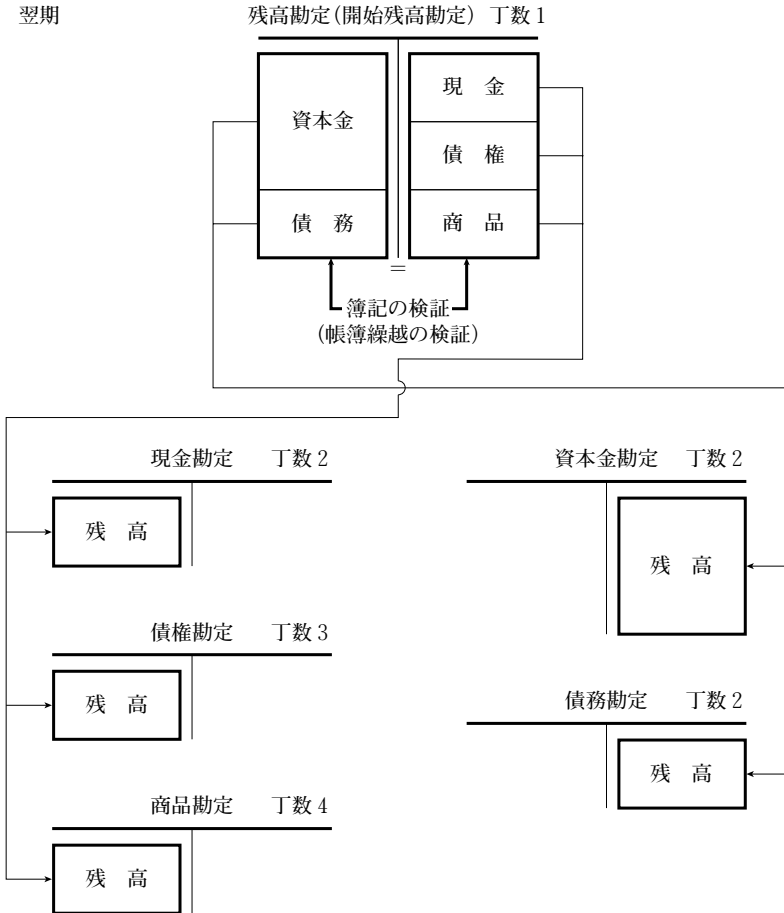 翌期
残高勘定(開始残高勘定) 丁数1
資本金
債 務
現 金
債 権
商 品
=
簿記の検証
(帳簿繰越の検証)
現金勘定 丁数2
残 高
債権勘定 丁数3
残 高
商品勘定 丁数4
残 高
資本金勘定 丁数2
残 高
債務勘定 丁数2
残 高